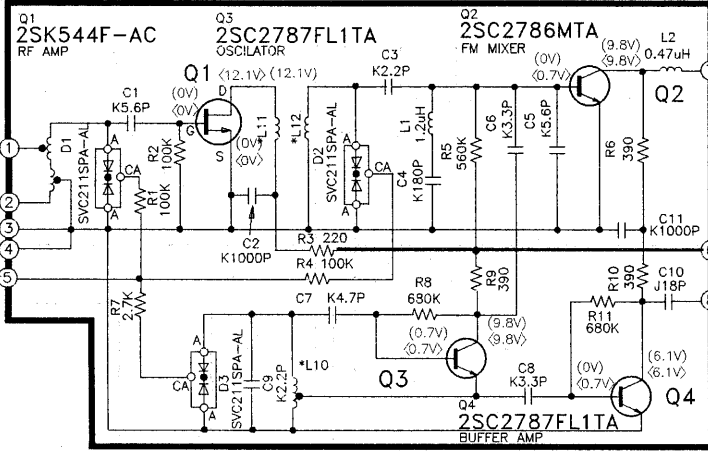 Q1
2SK544F-AC
RF AMP
Q3
2SC2787FL1TA
OSCILATOR
Q2
2SC2786MTA
FM MIXER
L2
0.47uH
Q1
<12.1V>
(12.1V)
C3
K2.2P
(0V)
<0.7V>
(9.8V)
<9.8V>
Q2
C1
K5.6P
(0V)
<0V>
D
G
S
*L11
*L12
(0V)
<0V>
D1
SVC211SPA-AL
A
CA
A
R2
100K
R1
100K
D2
SVC211SPA-AL
A
CA
A
L1
1.2uH
C4
K180P
R5
560K
C6
K3.3P
C5
K5.6P
R6
390
1
2
3
4
5
C2
K1000P
R3 220
R4 100K
C11
K1000P
R7
2.7K
C7
K4.7P
R8
680K
R9
390
R10
390
C10
J18P
R11
680K
(9.8V)
<9.8V>
(0.7V)
<0.7V>
A
CA
A
D3
SVC211SPA-AL
C9
K2.2P
*L10
Q3
C8
K3.3P
(0V)
<0.7V>
(6.1V)
<6.1V>
Q4
Q4
2SC2787FL1TA
BUFFER AMP